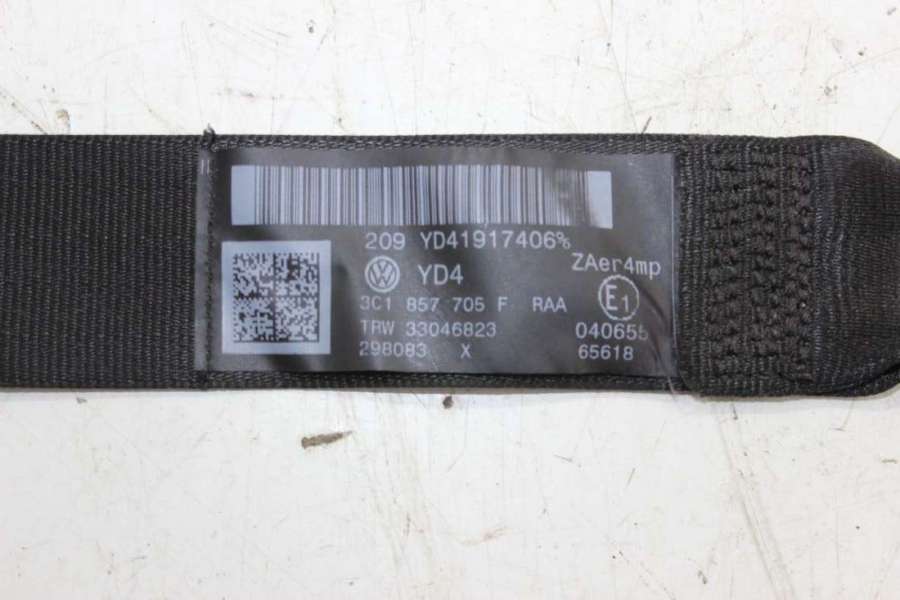 209 YD41917406%
YD4
ZAer4mp
3C1 857 705 F RAA
E1
TRW 33046823
040655
298083 X
65618